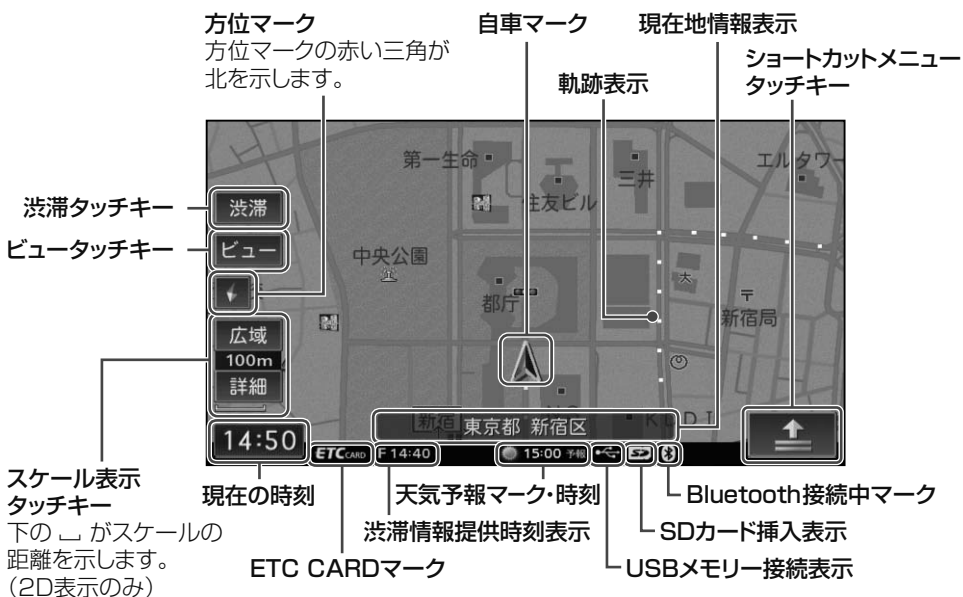 方位マーク
方位マークの赤い三角が
北を示します。
自車マーク
現在地情報表示
軌跡表示
ショートカットメニュー
タッチキー
渋滞タッチキー
ビュータッチキー
スケール表示
タッチキー
下の ⎵ がスケールの
距離を示します。
（2D表示のみ）
第一生命
住友ビル
三井
エルタワー
渋滞
ビュー
中央公園
都庁
大
〒
新宿局
広域
100m
詳細
新宿
KDDI
東京都 新宿区
14:50
ETC CARD
F 14:40
15:00 予報
SD
現在の時刻
天気予報マーク・時刻
Bluetooth接続中マーク
渋滞情報提供時刻表示
SDカード挿入表示
ETC CARDマーク
USBメモリー接続表示